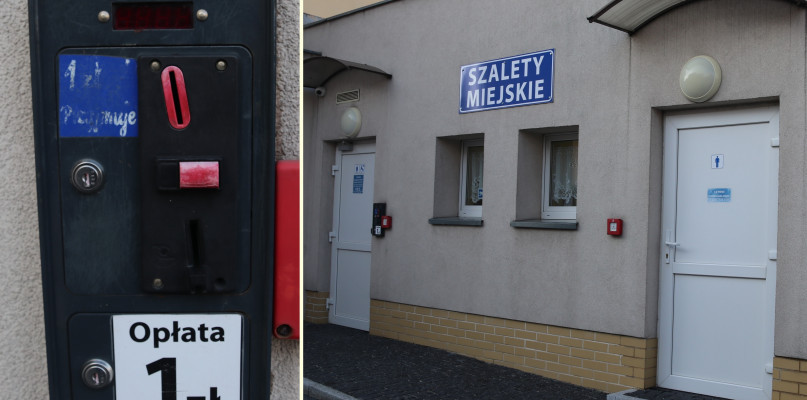 1 zł
Przyjmuje
Opłata
1 zł
SZALETY
MIEJSKIE